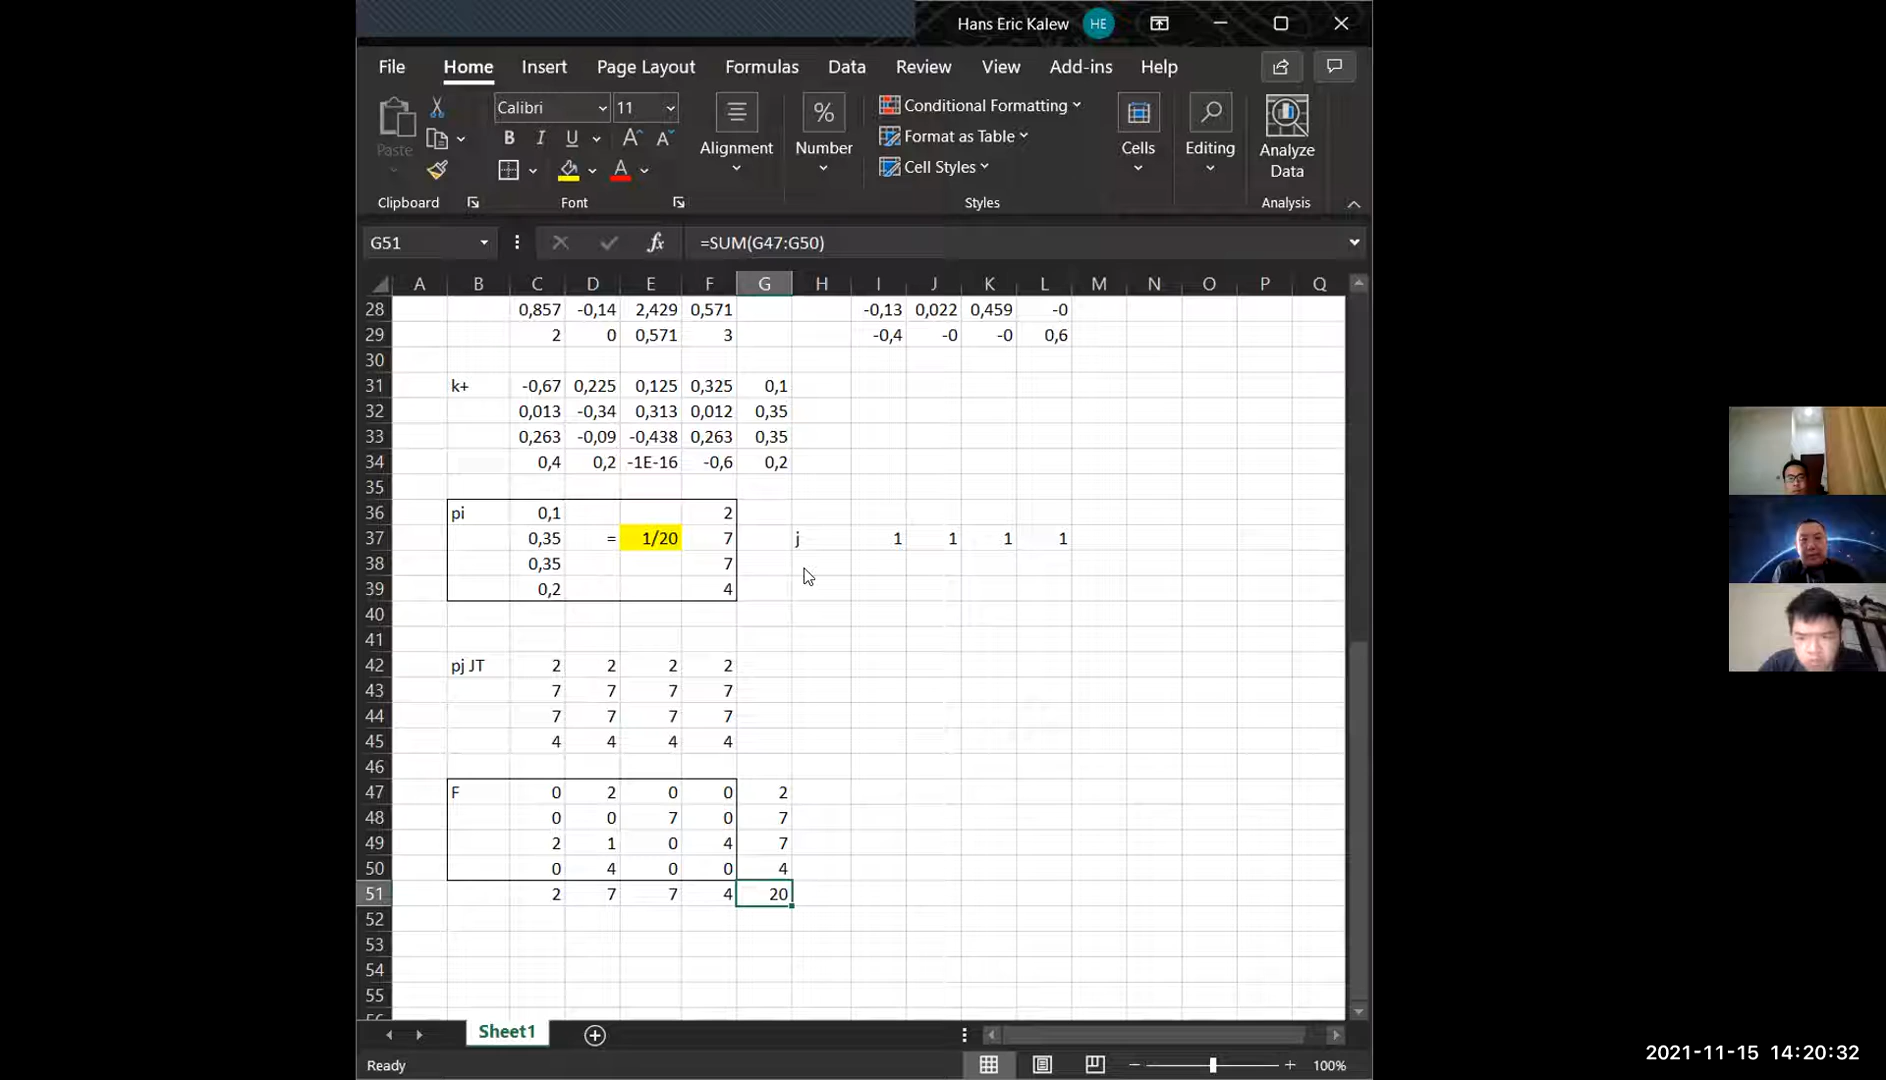 Hans Eric Kalew HE
File Home Insert Page Layout Formulas Data Review View Add-ins Help
Paste
Clipboard
Calibri 11
B I U A A
A
Font
Alignment
%
Number
Conditional Formatting
Format as Table
Cell Styles
Styles
Cells
Editing
Analyze
Data
Analysis
G51 fx =SUM(G47:G50)
A B C D E F G H I J K L M N O P Q
28 0,857 -0,14 2,429 0,571 -0,13 0,022 0,459 -0
29 2 0 0,571 3 -0,4 -0 -0 0,6
30
31 k+ -0,67 0,225 0,125 0,325 0,1
32 0,013 -0,34 0,313 0,012 0,35
33 0,263 -0,09 -0,438 0,263 0,35
34 0,4 0,2 -1E-16 -0,6 0,2
35
36 pi 0,1 2
37 0,35 = 1/20 7 j 1 1 1 1
38 0,35 7
39 0,2 4
40
41
42 pj JT 2 2 2 2
43 7 7 7 7
44 7 7 7 7
45 4 4 4 4
46
47 F 0 2 0 0 2
48 0 0 7 0 7
49 2 1 0 4 7
50 0 4 0 0 4
51 2 7 7 4 20
52
53
54
55
Sheet1
Ready 100%
2021-11-15 14:20:32